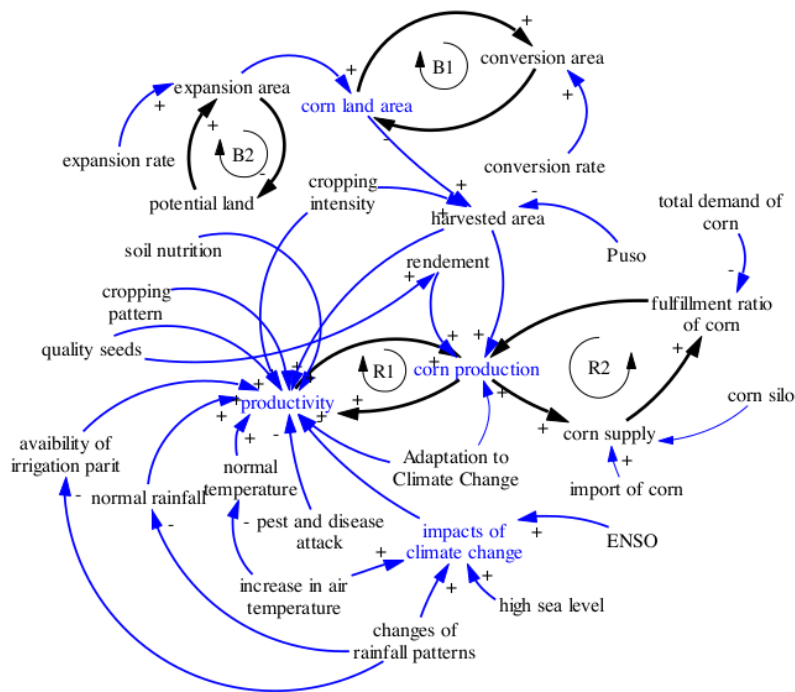 +
conversion area
B1
+
+
expansion area
corn land area
+
+
+
B2
-
-
expansion rate
conversion rate
potential land
cropping
intensity
+
-
total demand of
corn
+
harvested area
soil nutrition
Puso
rendement
+
-
cropping
pattern
fulfillment ratio
of corn
quality seeds
+
+
+
+
R1
corn production
R2
+
+
+
+
productivity
+
+
+
+
+
+
corn silo
-
+
corn supply
avaibility of
irrigation parit
normal
temperature
Adaptation to
Climate Change
+
import of corn
-
normal rainfall
-
-
pest and disease
attack
impacts of
climate change
+
ENSO
+
increase in air
temperature
+
+
high sea level
changes of
rainfall patterns